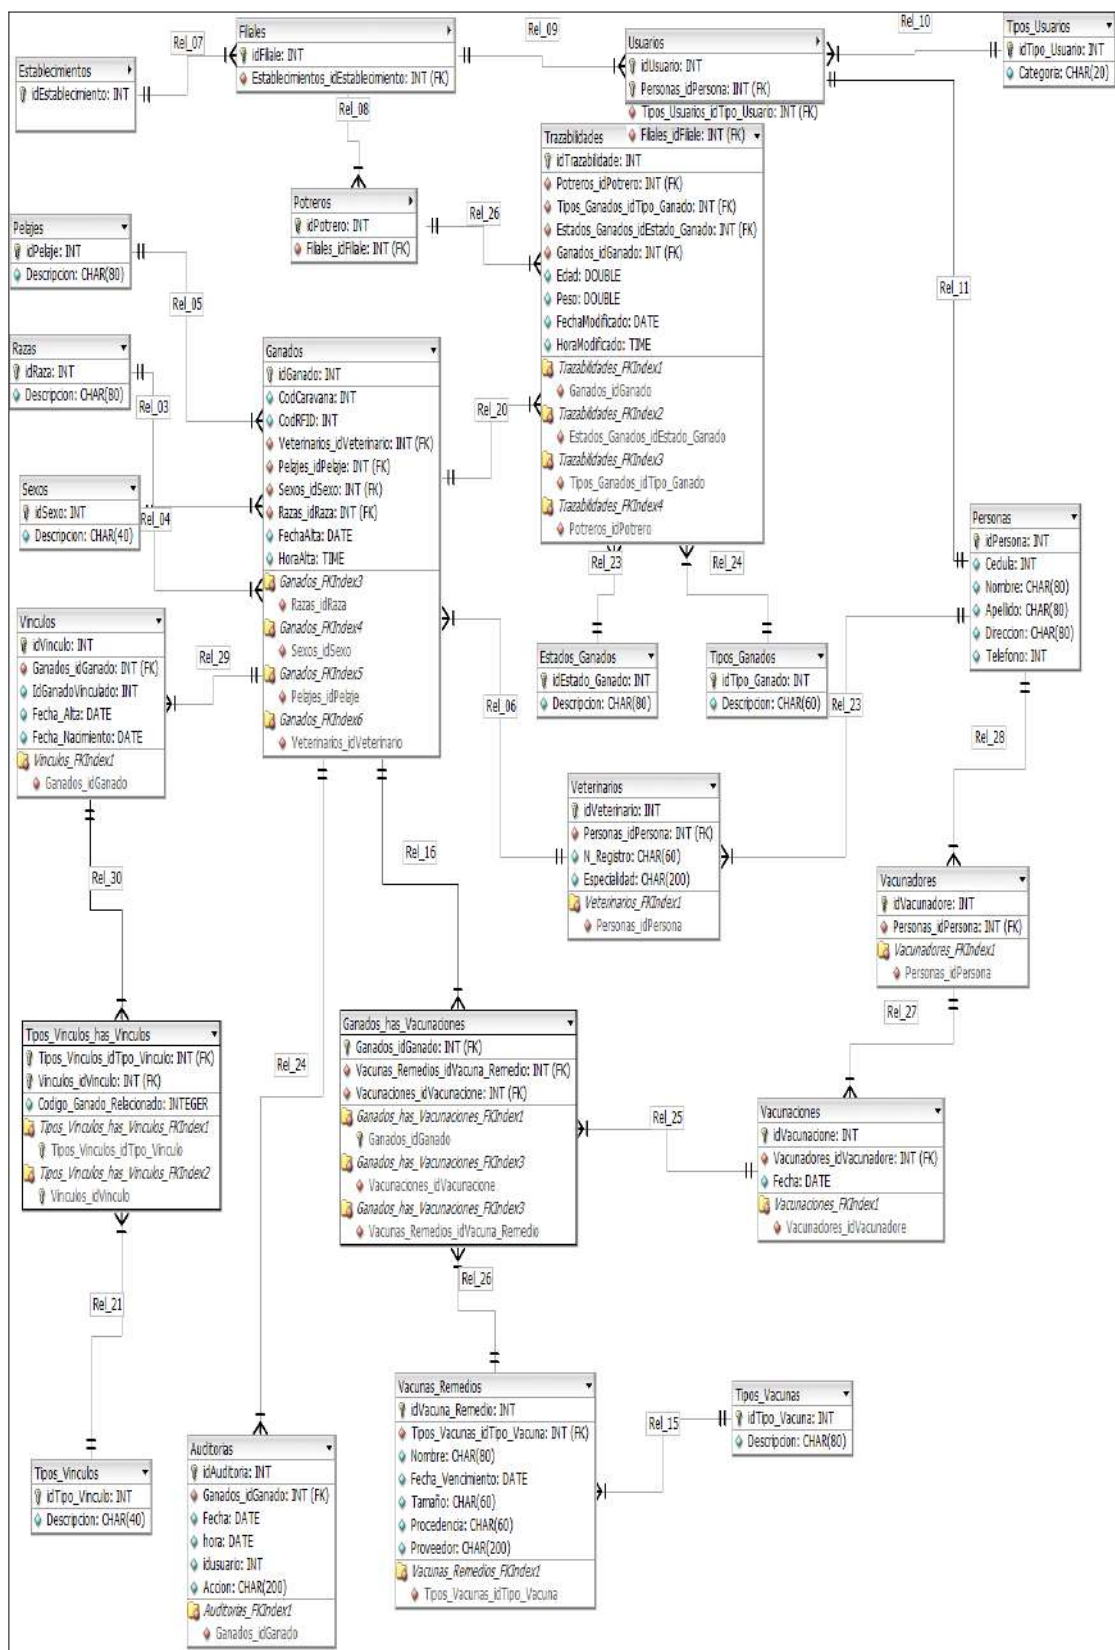 Rel_07
Rel_09
Rel_10
Filiales
idFiliale: INT
Establecimientos_idEstablecimiento: INT (FK)
Usuarios
idUsuario: INT
Personas_idPersona: INT (FK)
Tipos_Usuarios_idTipo_Usuario: INT (FK)
Filiales_idFiliale: INT (FK)
Tipos_Usuarios
idTipo_Usuario: INT
Categoria: CHAR(20)
Establecimientos
idEstablecimiento: INT
Rel_08
Trazabilidades
idTrazabilidade: INT
Potreros_idPotrero: INT (FK)
Tipos_Ganados_idTipo_Ganado: INT (FK)
Estados_Ganados_idEstado_Ganado: INT (FK)
Ganados_idGanado: INT (FK)
Edad: DOUBLE
Peso: DOUBLE
FechaModificado: DATE
HoraModificado: TIME
Trazabilidades_FKIndex1
Ganados_idGanado
Trazabilidades_FKIndex2
Estados_Ganados_idEstado_Ganado
Trazabilidades_FKIndex3
Tipos_Ganados_idTipo_Ganado
Trazabilidades_FKIndex4
Potreros_idPotrero
Potreros
idPotrero: INT
Filiales_idFiliale: INT (FK)
Rel_26
Rel_11
Pelajes
idPelaje: INT
Descripcion: CHAR(80)
Rel_05
Razas
idRaza: INT
Descripcion: CHAR(80)
Rel_03
Ganados
idGanado: INT
CodCaravana: INT
CodRFID: INT
Veterinarios_idVeterinario: INT (FK)
Pelajes_idPelaje: INT (FK)
Sexos_idSexo: INT (FK)
Razas_idRaza: INT (FK)
FechaAlta: DATE
HoraAlta: TIME
Ganados_FKIndex3
Razas_idRaza
Ganados_FKIndex4
Sexos_idSexo
Ganados_FKIndex5
Pelajes_idPelaje
Ganados_FKIndex6
Veterinarios_idVeterinario
Rel_20
Sexos
idSexo: INT
Descripcion: CHAR(40)
Rel_04
Rel_23
Rel_24
Personas
idPersona: INT
Cedula: INT
Nombre: CHAR(80)
Apellido: CHAR(80)
Direccion: CHAR(80)
Telefono: INT
Vinculos
idVinculo: INT
Ganados_idGanado: INT (FK)
IdGanadoVinculado: INT
Fecha_Alta: DATE
Fecha_Nacimiento: DATE
Vinculos_FKIndex1
Ganados_idGanado
Rel_29
Estados_Ganados
idEstado_Ganado: INT
Descripcion: CHAR(80)
Tipos_Ganados
idTipo_Ganado: INT
Descripcion: CHAR(60)
Rel_23
Rel_06
Rel_28
Veterinarios
idVeterinario: INT
Personas_idPersona: INT (FK)
N_Registro: CHAR(60)
Especialidad: CHAR(200)
Veterinarios_FKIndex1
Personas_idPersona
Rel_16
Rel_30
Vacunadores
idVacunadore: INT
Personas_idPersona: INT (FK)
Vacunadores_FKIndex1
Personas_idPersona
Rel_27
Tipos_Vinculos_has_Vinculos
Tipos_Vinculos_idTipo_Vinculo: INT (FK)
Vinculos_idVinculo: INT (FK)
Codigo_Ganado_Relacionado: INTEGER
Tipos_Vinculos_has_Vinculos_FKIndex1
Tipos_Vinculos_idTipo_Vinculo
Tipos_Vinculos_has_Vinculos_FKIndex2
Vinculos_idVinculo
Rel_24
Ganados_has_Vacunaciones
Ganados_idGanado: INT (FK)
Vacunas_Remedios_idVacuna_Remedio: INT (FK)
Vacunaciones_idVacunacione: INT (FK)
Ganados_has_Vacunaciones_FKIndex1
Ganados_idGanado
Ganados_has_Vacunaciones_FKIndex3
Vacunaciones_idVacunacione
Ganados_has_Vacunaciones_FKIndex3
Vacunas_Remedios_idVacuna_Remedio
Rel_25
Vacunaciones
idVacunacione: INT
Vacunadores_idVacunadore: INT (FK)
Fecha: DATE
Vacunaciones_FKIndex1
Vacunadores_idVacunadore
Rel_26
Rel_21
Vacunas_Remedios
idVacuna_Remedio: INT
Tipos_Vacunas_idTipo_Vacuna: INT (FK)
Nombre: CHAR(80)
Fecha_Vencimiento: DATE
Tamaño: CHAR(60)
Procedencia: CHAR(60)
Proveedor: CHAR(200)
Vacunas_Remedios_FKIndex1
Tipos_Vacunas_idTipo_Vacuna
Rel_15
Tipos_Vacunas
idTipo_Vacuna: INT
Descripcion: CHAR(80)
Tipos_Vinculos
idTipo_Vinculo: INT
Descripcion: CHAR(40)
Auditorias
idAuditoria: INT
Ganados_idGanado: INT (FK)
Fecha: DATE
hora: DATE
idusuario: INT
Accion: CHAR(200)
Auditorias_FKIndex1
Ganados_idGanado